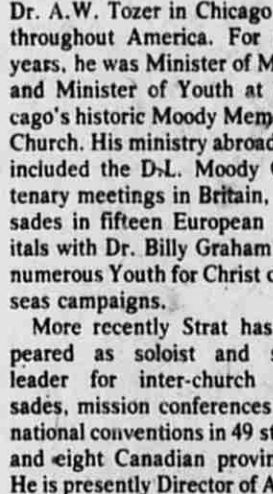 Dr. A.W. Tozer in Chicago
throughout America. For
years, he was Minister of M
and Minister of Youth at
cago's historic Moody Mem
Church. His ministry abroad
included the D.L. Moody C
tenary meetings in Britain,
sades in fifteen European
itals with Dr. Billy Graham
numerous Youth for Christ o
seas campaigns.
More recently Strat has
peared as soloist and s
leader for inter-church
sades, mission conferences
national conventions in 49 st
and eight Canadian provin
He is presently Director of A